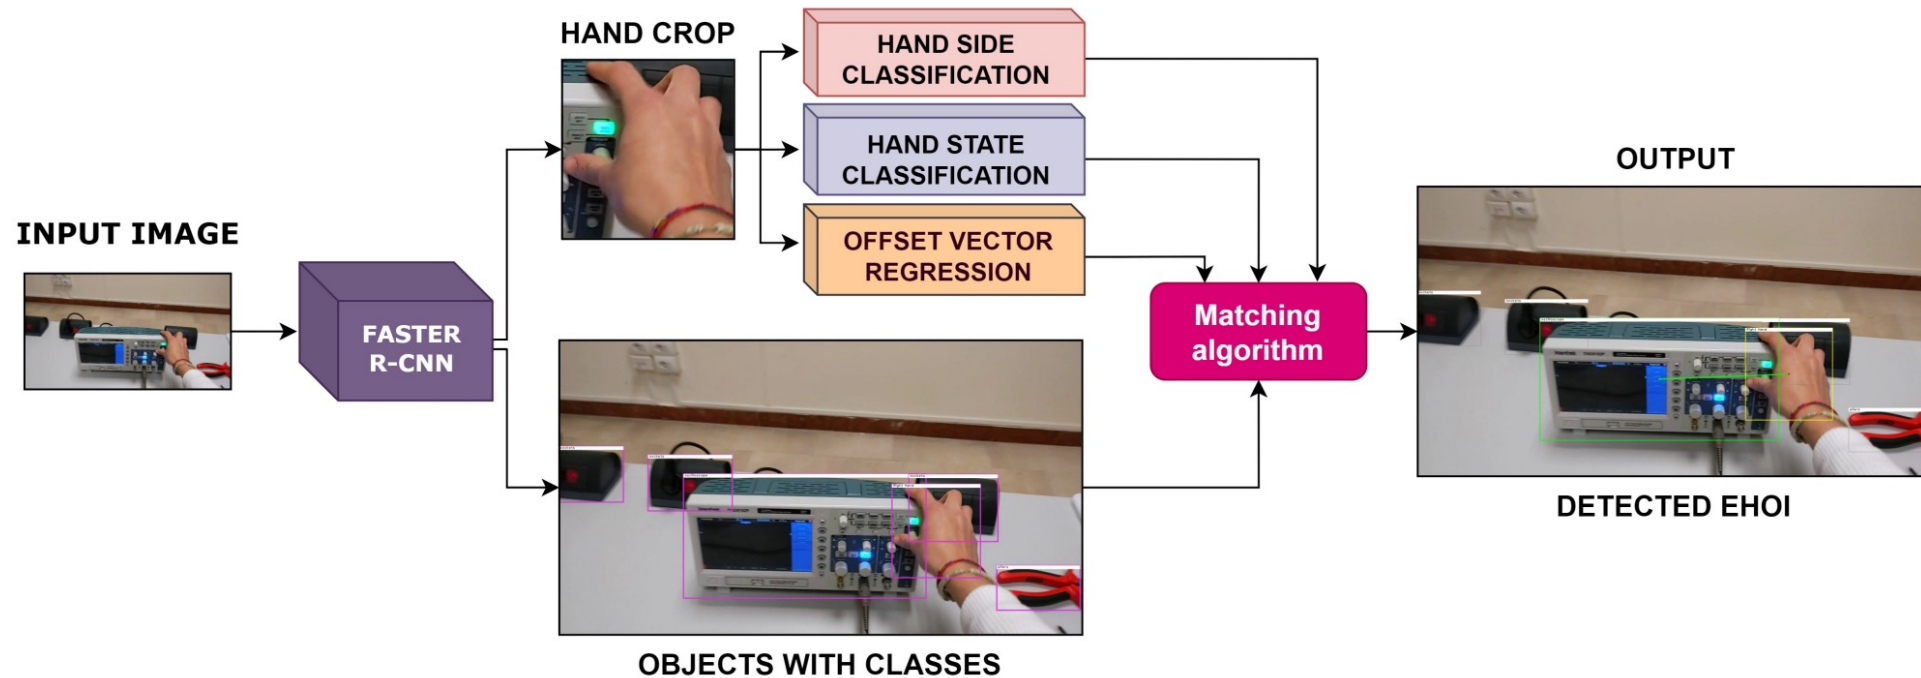 INPUT IMAGE
FASTER
R-CNN
HAND CROP
HAND SIDE
CLASSIFICATION
HAND STATE
CLASSIFICATION
OFFSET VECTOR
REGRESSION
OBJECTS WITH CLASSES
Matching
algorithm
OUTPUT
DETECTED EHOI